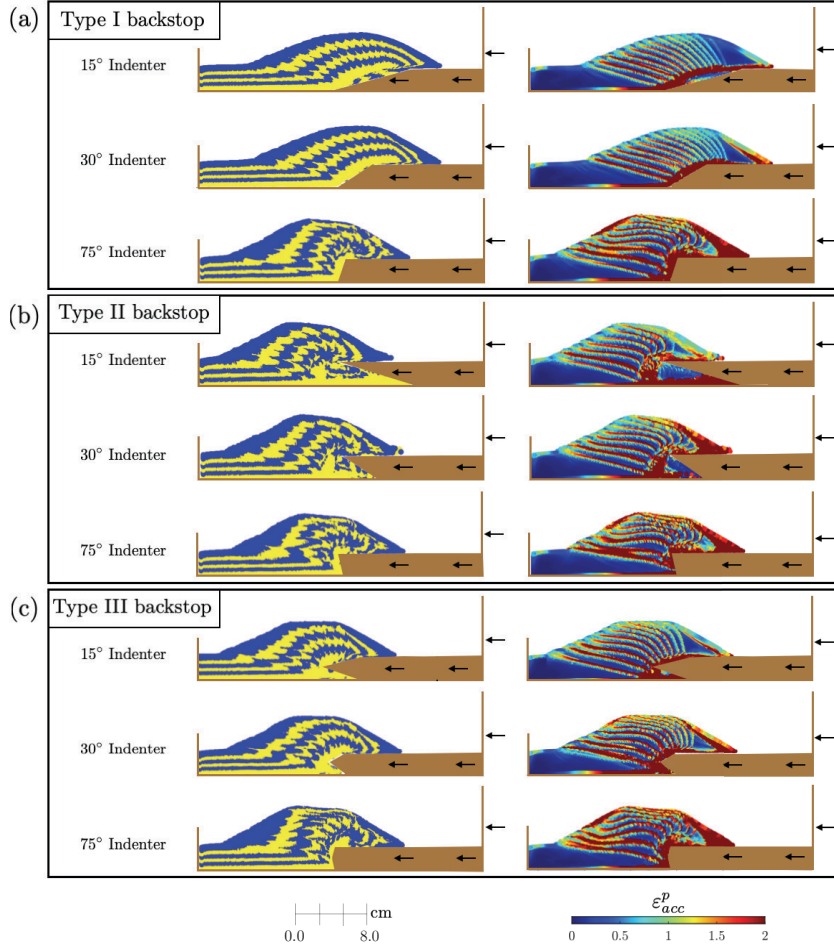 (a) Type I backstop
15° Indenter
30° Indenter
75° Indenter
(b) Type II backstop
15° Indenter
30° Indenter
75° Indenter
(c) Type III backstop
15° Indenter
30° Indenter
75° Indenter
cm
0.0 8.0
ε^p_acc
0 0.5 1 1.5 2